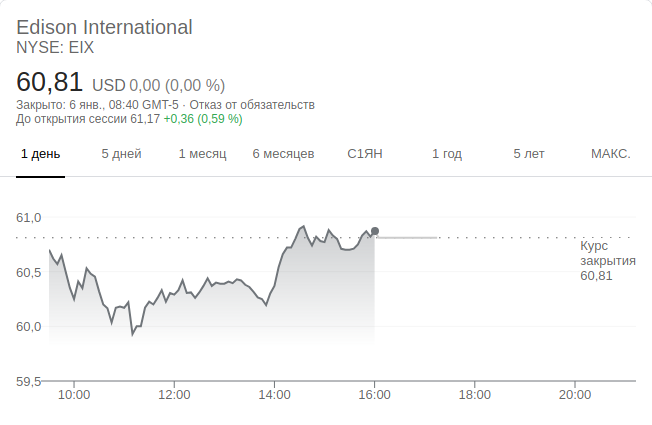 Edison International
NYSE: EIX
60,81 USD 0,00 (0,00 %)
Закрыто: 6 янв., 08:40 GMT-5 · Отказ от обязательств
До открытия сессии 61,17 +0,36 (0,59 %)
1 день 5 дней 1 месяц 6 месяцев С1ЯН 1 год 5 лет МАКС.
61,0
Курс
закрытия
60,81
60,5
60,0
59,5
10:00 12:00 14:00 16:00 18:00 20:00